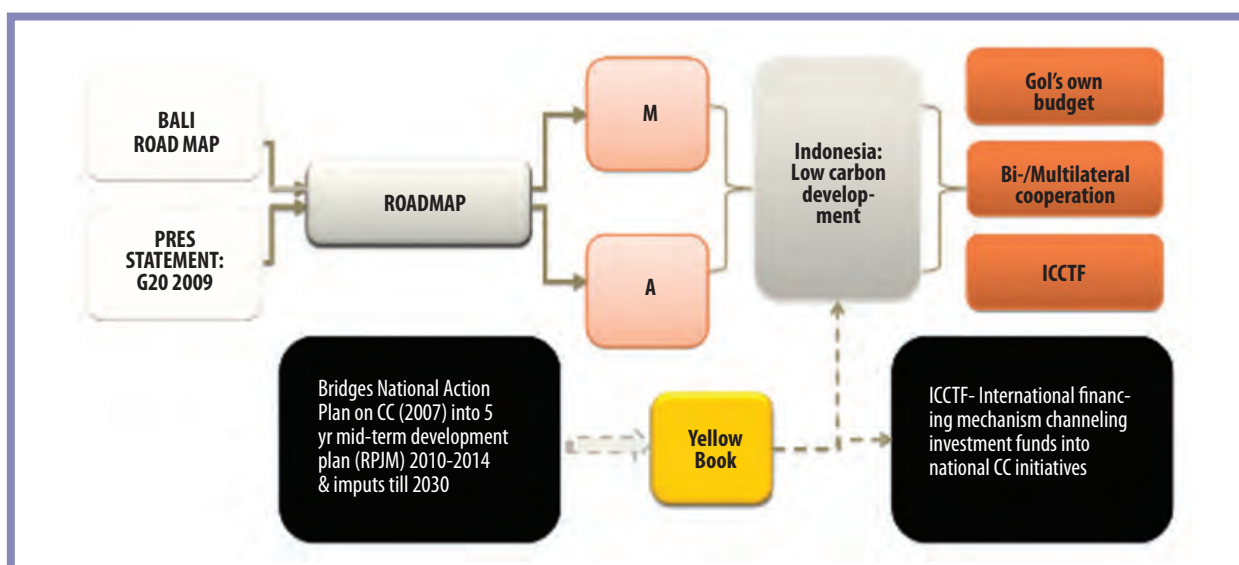 BALI
ROAD MAP
PRES
STATEMENT:
G20 2009
ROADMAP
M
A
Indonesia:
Low carbon
develop-
ment
GoI's own
budget
Bi-/Multilateral
cooperation
ICCTF
Bridges National Action
Plan on CC (2007) into 5
yr mid-term development
plan (RPJM) 2010-2014
& imputs till 2030
Yellow
Book
ICCTF- International financ-
ing mechanism channeling
investment funds into
national CC initiatives